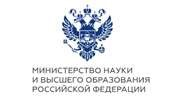 МИНИСТЕРСТВО НАУКИ
И ВЫСШЕГО ОБРАЗОВАНИЯ
РОССИЙСКОЙ ФЕДЕРАЦИИ